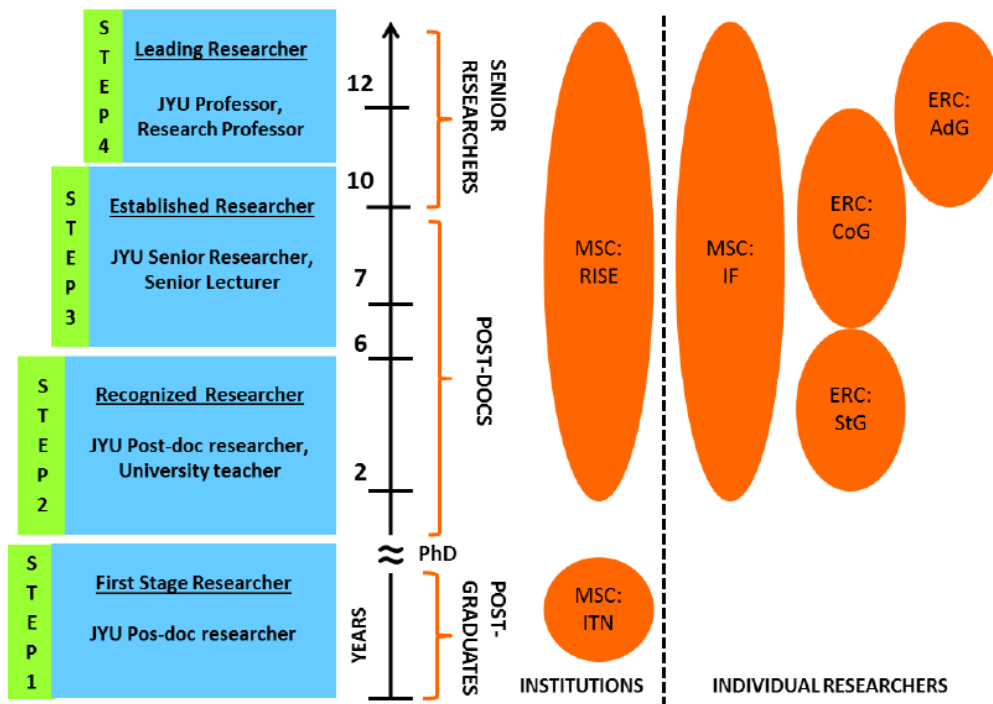 STEP4
Leading Researcher
JYU Professor,
Research Professor
STEP3
Established Researcher
JYU Senior Researcher,
Senior Lecturer
STEP2
Recognized Researcher
JYU Post-doc researcher,
University teacher
STEP1
First Stage Researcher
JYU Pos-doc researcher
12
10
7
6
2
≈ PhD
YEARS
SENIOR
RESEARCHERS
POST-DOCS
POST-
GRADUATES
MSC:
RISE
MSC:
ITN
INSTITUTIONS
MSC:
IF
ERC:
AdG
ERC:
CoG
ERC:
StG
INDIVIDUAL RESEARCHERS